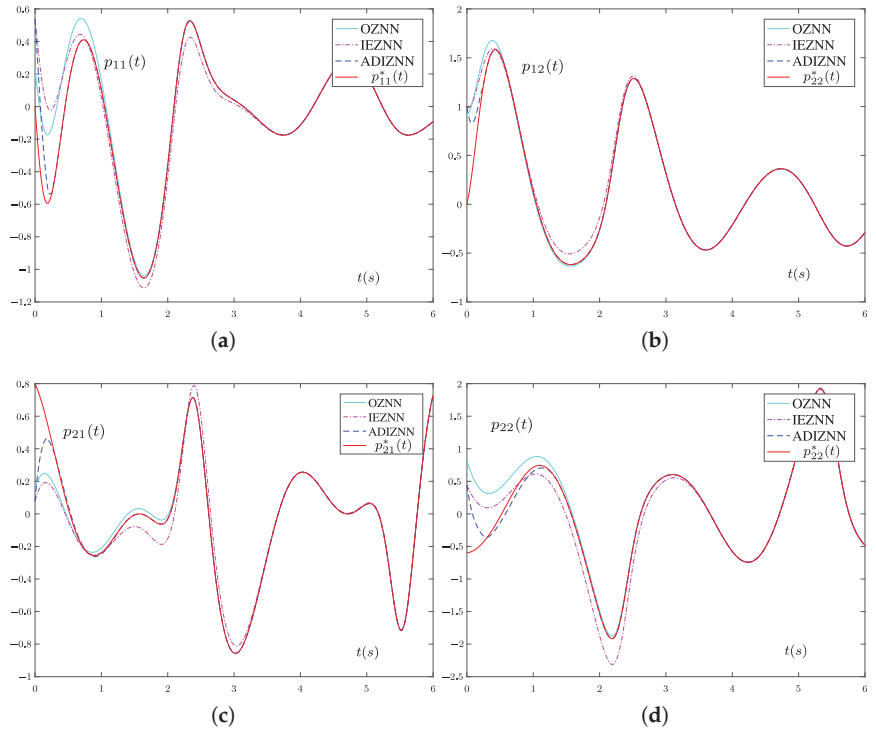 0.6
0.4
0.2
0
−0.2
−0.4
−0.6
−0.8
−1
−1.2
0 1 2 3 4 5 6
p₁₁(t)
t(s)
OZNN
IEZNN
ADIZNN
p*₁₁(t)
(a)
2
1.5
1
0.5
0
−0.5
−1
0 1 2 3 4 5 6
p₁₂(t)
t(s)
OZNN
IEZNN
ADIZNN
p*₂₂(t)
(b)
0.8
0.6
0.4
0.2
0
−0.2
−0.4
−0.6
−0.8
−1
0 1 2 3 4 5 6
p₂₁(t)
t(s)
OZNN
IEZNN
ADIZNN
p*₂₁(t)
(c)
2
1.5
1
0.5
0
−0.5
−1
−1.5
−2
−2.5
0 1 2 3 4 5 6
p₂₂(t)
t(s)
OZNN
IEZNN
ADIZNN
p*₂₂(t)
(d)